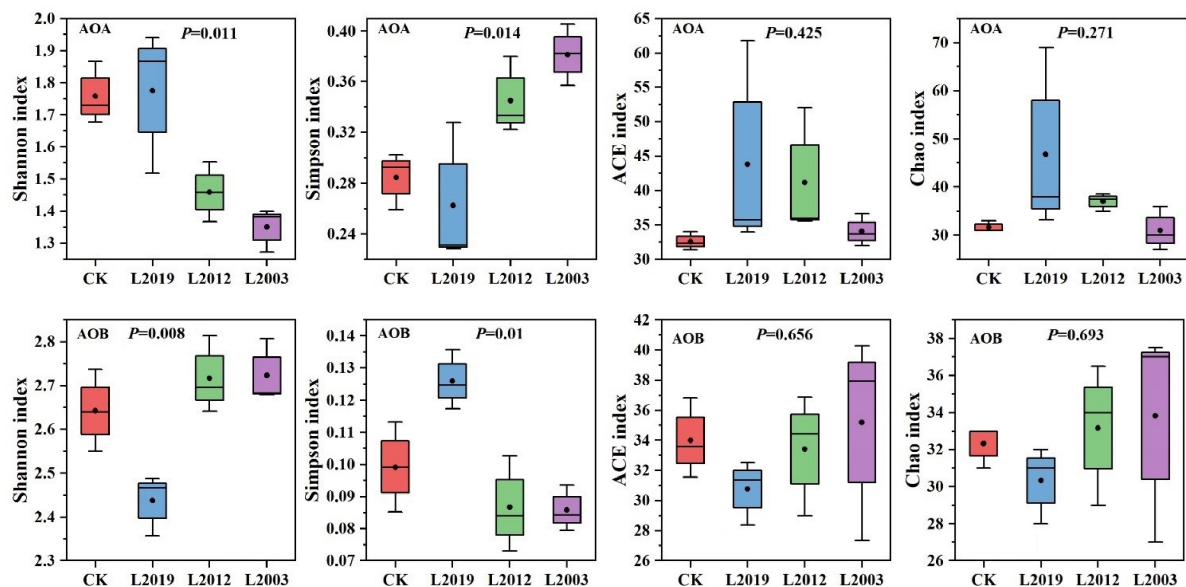 AOA
P=0.011
Shannon index
2.0
1.9
1.8
1.7
1.6
1.5
1.4
1.3
CK L2019 L2012 L2003
AOA
P=0.014
Simpson index
0.40
0.36
0.32
0.28
0.24
CK L2019 L2012 L2003
AOA
P=0.425
ACE index
65
60
55
50
45
40
35
30
CK L2019 L2012 L2003
AOA
P=0.271
Chao index
70
60
50
40
30
CK L2019 L2012 L2003
AOB
P=0.008
Shannon index
2.8
2.7
2.6
2.5
2.4
2.3
CK L2019 L2012 L2003
AOB
P=0.01
Simpson index
0.14
0.13
0.12
0.11
0.10
0.09
0.08
0.07
CK L2019 L2012 L2003
AOB
P=0.656
ACE index
42
40
38
36
34
32
30
28
26
CK L2019 L2012 L2003
AOB
P=0.693
Chao index
38
36
34
32
30
28
26
CK L2019 L2012 L2003